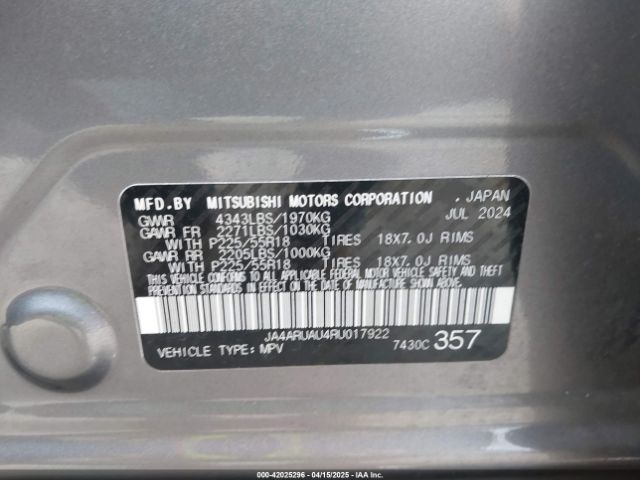 MFD.BY MITSUBISHI MOTORS CORPORATION , JAPAN
GVWR 4343LBS/1970KG JUL 2024
GAWR FR 2271LBS/1030KG
WITH P225/55R18 TIRES 18X7.0J RIMS
GAWR RR 2205LBS/1000KG
WITH P225/55R18 TIRES 18X7.0J RIMS
THIS VEHICLE CONFORMS TO ALL APPLICABLE FEDERAL MOTOR VEHICLE SAFETY AND THEFT
PREVENTION STANDARDS IN EFFECT ON THE DATE OF MANUFACTURE SHOWN ABOVE.
JA4ARUAU4RU017922
VEHICLE TYPE: MPV 7430C 357
000-42025296 - 04/15/2025 - IAAINC.COM